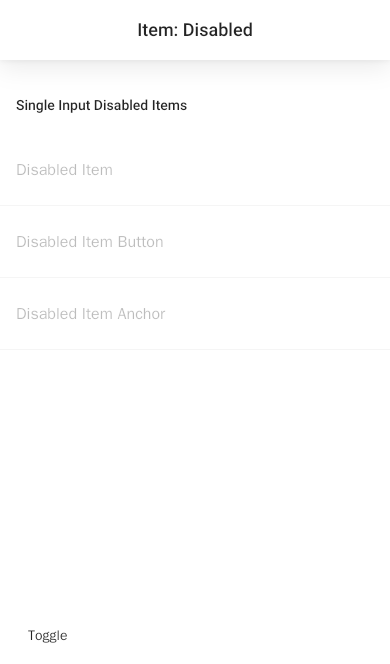 Item: Disabled
Single Input Disabled Items
Disabled Item
Disabled Item Button
Disabled Item Anchor
Toggle